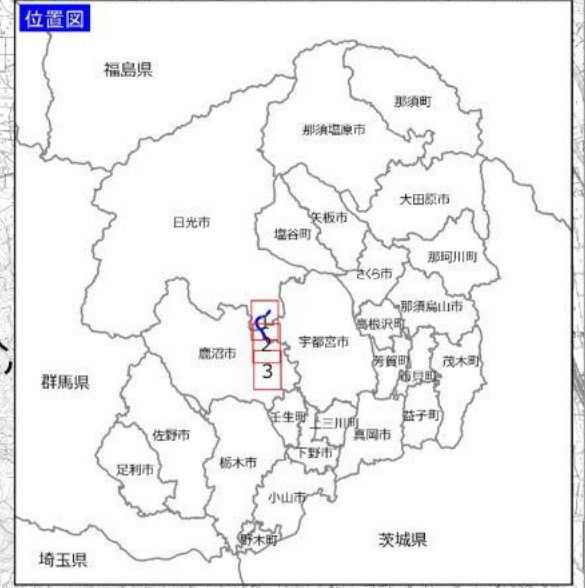 位置図
福島県
那須町
那須塩原市
大田原市
日光市
矢板市
塩谷町
那珂川町
さくら市
那須烏山市
高根沢町
宇都宮市
2
鹿沼市
芳賀町
茂木町
市貝町
3
群馬県
壬生町
上三川町
益子町
真岡市
佐野市
下野市
栃木市
足利市
小山市
野木町
茨城県
埼玉県